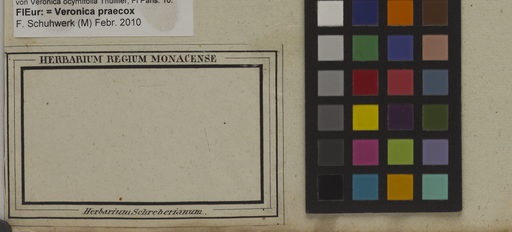 von Veronica ocymifolia Thuillier, Fl Paris: 10.
FlEur: = Veronica praecox
F. Schuhwerk (M) Febr. 2010
HERBARIUM REGIUM MONACENSE
Herbarium Schreberianum.